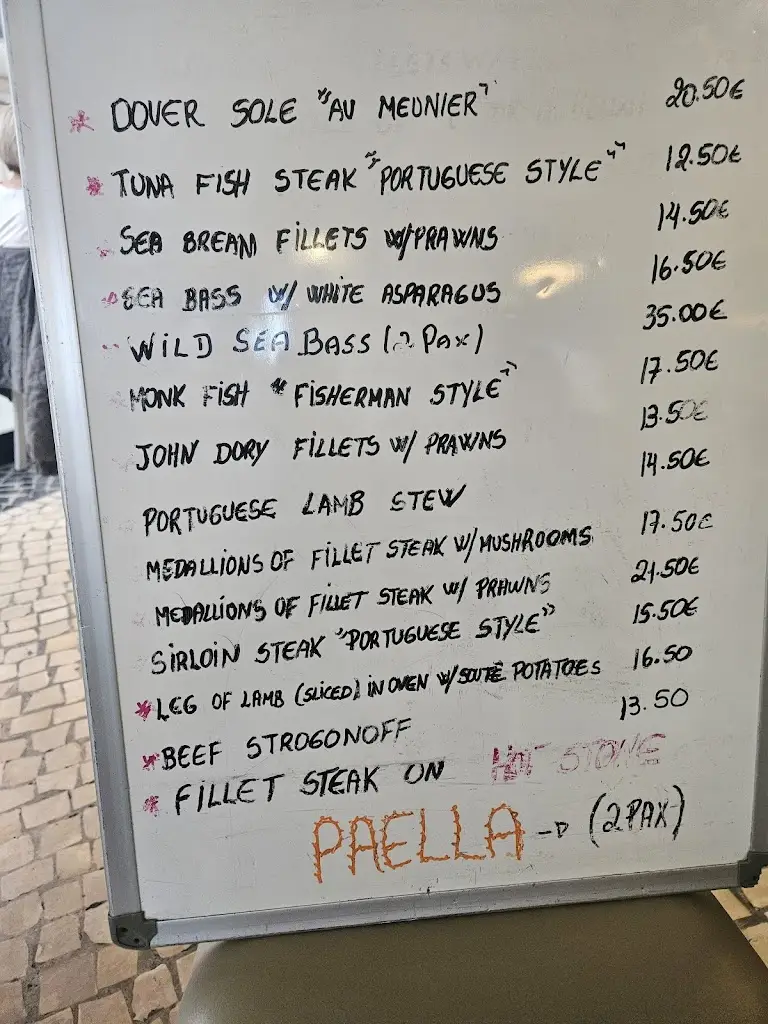 * DOVER SOLE "AU MEUNIER" 20.50€
* TUNA FISH STEAK "PORTUGUESE STYLE" 12.50€
SEA BREAM FILLETS W/PRAWNS 14.50€
SEA BASS W/ WHITE ASPARAGUS 16.50€
WILD SEA BASS (2 PAX) 35.00€
MONK FISH "FISHERMAN STYLE" 17.50€
JOHN DORY FILLETS W/ PRAWNS 13.50€
PORTUGUESE LAMB STEW 14.50€
MEDALLIONS OF FILLET STEAK W/MUSHROOMS 17.50€
MEDALLIONS OF FILLET STEAK W/ PRAWNS 21.50€
SIRLOIN STEAK "PORTUGUESE STYLE" 15.50€
* LEG OF LAMB (SLICED) IN OVEN W/SOUTÉ POTATOES 16.50
* BEEF STROGONOFF 13.50
* FILLET STEAK ON HOT STONE
PAELLA → (2 PAX)